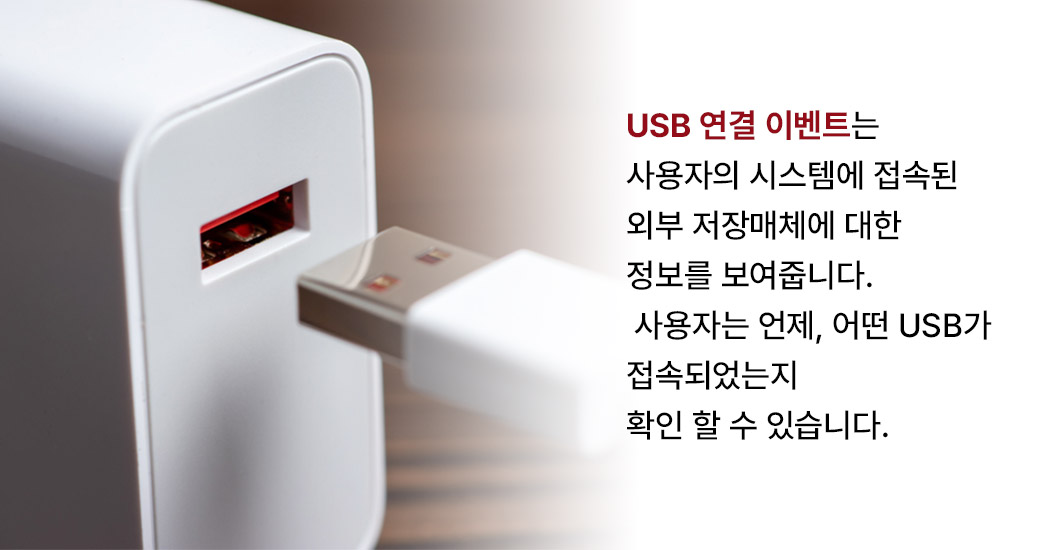 USB 연결 이벤트는
사용자의 시스템에 접속된
외부 저장매체에 대한
정보를 보여줍니다.
사용자는 언제, 어떤 USB가
접속되었는지
확인 할 수 있습니다.